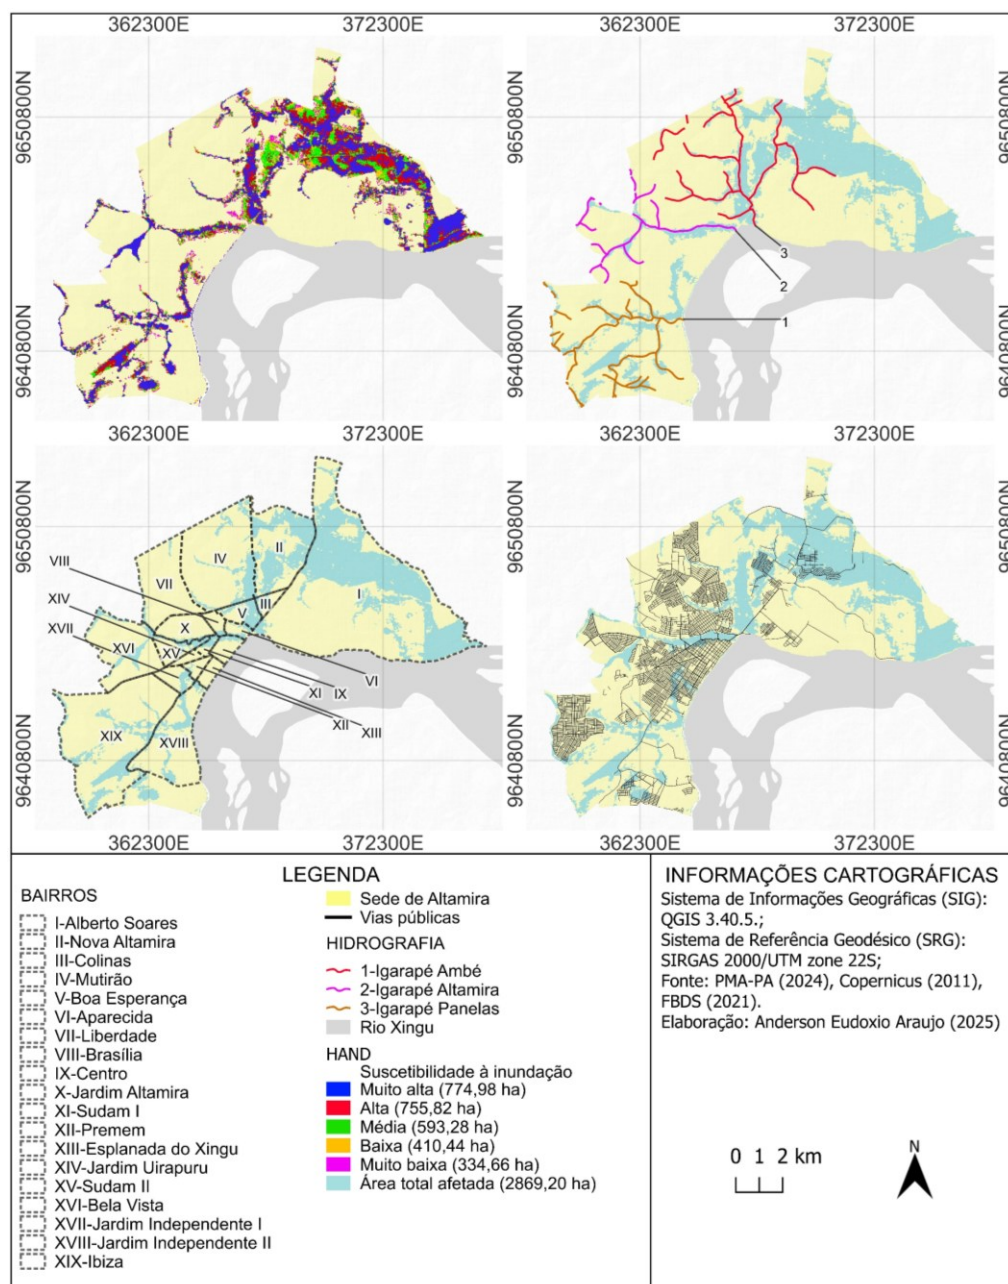 362300E
372300E
362300E
372300E
9650800N
9640800N
9650800N
9640800N
3
2
1
362300E
372300E
362300E
372300E
9650800N
9640800N
9650800N
9640800N
VIII
XIV
XVII
VII
IV
II
I
V
III
X
XVI
XV
VI
IX
XI
XII
XIII
XIX
XVIII
LEGENDA
BAIRROS
I-Alberto Soares
II-Nova Altamira
III-Colinas
IV-Mutirão
V-Boa Esperança
VI-Aparecida
VII-Liberdade
VIII-Brasília
IX-Centro
X-Jardim Altamira
XI-Sudam I
XII-Premem
XIII-Esplanada do Xingu
XIV-Jardim Uirapuru
XV-Sudam II
XVI-Bela Vista
XVII-Jardim Independente I
XVIII-Jardim Independente II
XIX-Ibiza
Sede de Altamira
Vias públicas
HIDROGRAFIA
1-Igarapé Ambé
2-Igarapé Altamira
3-Igarapé Panelas
Rio Xingu
HAND
Suscetibilidade à inundação
Muito alta (774,98 ha)
Alta (755,82 ha)
Média (593,28 ha)
Baixa (410,44 ha)
Muito baixa (334,66 ha)
Área total afetada (2869,20 ha)
INFORMAÇÕES CARTOGRÁFICAS
Sistema de Informações Geográficas (SIG):
QGIS 3.40.5.;
Sistema de Referência Geodésico (SRG):
SIRGAS 2000/UTM zone 22S;
Fonte: PMA-PA (2024), Copernicus (2011),
FBDS (2021).
Elaboração: Anderson Eudoxio Araujo (2025)
0 1 2 km
N